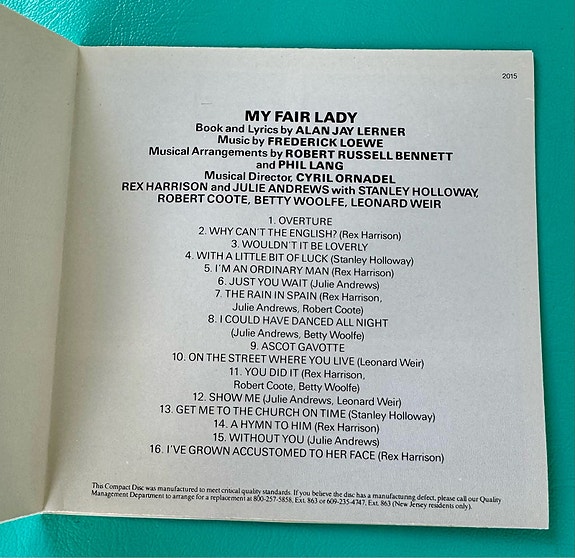 2015
MY FAIR LADY
Book and Lyrics by ALAN JAY LERNER
Music by FREDERICK LOEWE
Musical Arrangements by ROBERT RUSSELL BENNETT
and PHIL LANG
Musical Director, CYRIL ORNADEL
REX HARRISON and JULIE ANDREWS with STANLEY HOLLOWAY,
ROBERT COOTE, BETTY WOOLFE, LEONARD WEIR
1. OVERTURE
2. WHY CAN'T THE ENGLISH? (Rex Harrison)
3. WOULDN'T IT BE LOVERLY
4. WITH A LITTLE BIT OF LUCK (Stanley Holloway)
5. I'M AN ORDINARY MAN (Rex Harrison)
6. JUST YOU WAIT (Julie Andrews)
7. THE RAIN IN SPAIN (Rex Harrison,
Julie Andrews, Robert Coote)
8. I COULD HAVE DANCED ALL NIGHT
(Julie Andrews, Betty Woolfe)
9. ASCOT GAVOTTE
10. ON THE STREET WHERE YOU LIVE (Leonard Weir)
11. YOU DID IT (Rex Harrison,
Robert Coote, Betty Woolfe)
12. SHOW ME (Julie Andrews, Leonard Weir)
13. GET ME TO THE CHURCH ON TIME (Stanley Holloway)
14. A HYMN TO HIM (Rex Harrison)
15. WITHOUT YOU (Julie Andrews)
16. I'VE GROWN ACCUSTOMED TO HER FACE (Rex Harrison)
This Compact Disc was manufactured to meet critical quality standards. If you believe the disc has a manufacturing defect, please call our Quality
Management Department to arrange for a replacement at 800-257-5858, Ext. 863 or 609-235-4747, Ext. 863 (New Jersey residents only).